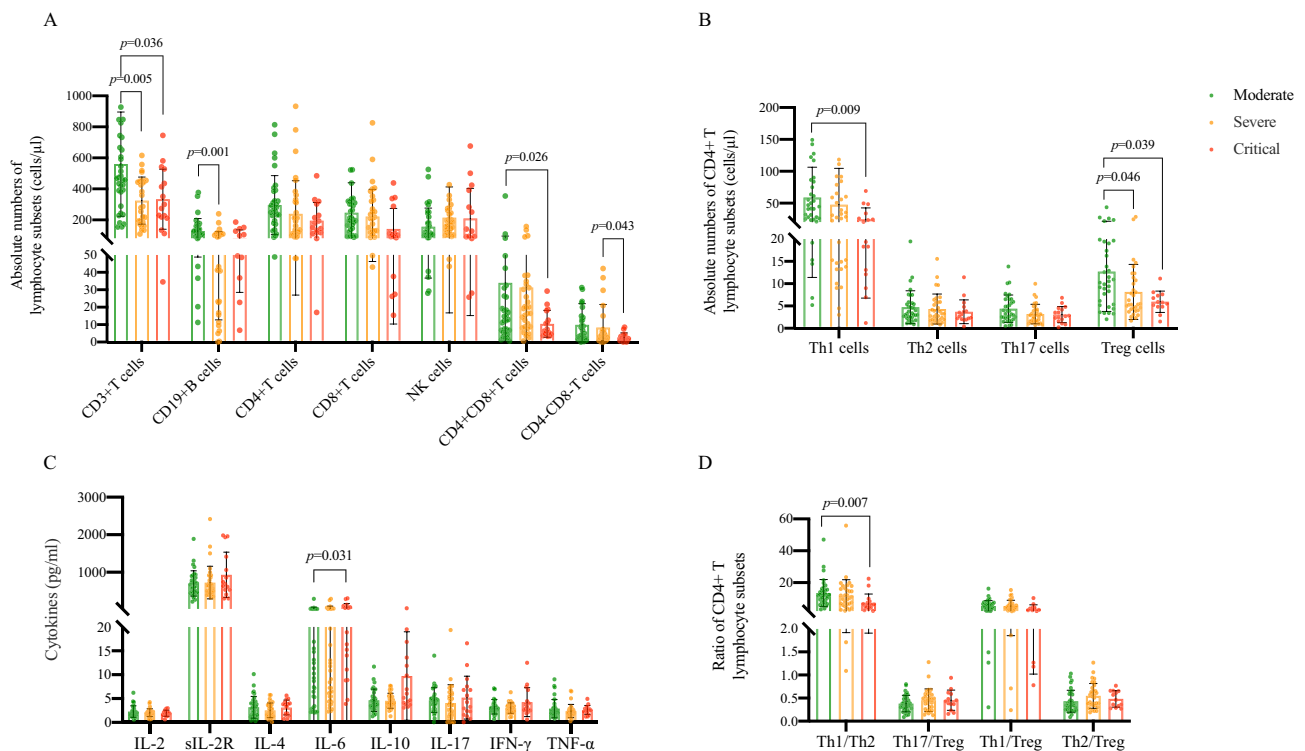 A
p=0.036
p=0.005
p=0.001
p=0.026
p=0.043
Absolute numbers of
lymphocyte subsets (cells/μl)
1000
800
600
400
200
50
40
30
20
10
0
CD3+T cells
CD19+B cells
CD4+T cells
CD8+T cells
NK cells
CD4+CD8+T cells
CD4-CD8-T cells
B
p=0.009
p=0.039
p=0.046
Absolute numbers of CD4+ T
lymphocyte subsets (cells/μl)
200
150
100
50
20
15
10
5
0
Th1 cells
Th2 cells
Th17 cells
Treg cells
Moderate
Severe
Critical
C
p=0.031
Cytokines (pg/ml)
3000
2000
1000
20
15
10
5
0
IL-2
sIL-2R
IL-4
IL-6
IL-10
IL-17
IFN-γ
TNF-α
D
p=0.007
Ratio of CD4+ T
lymphocyte subsets
60
40
20
2.0
1.5
1.0
0.5
0.0
Th1/Th2
Th17/Treg
Th1/Treg
Th2/Treg